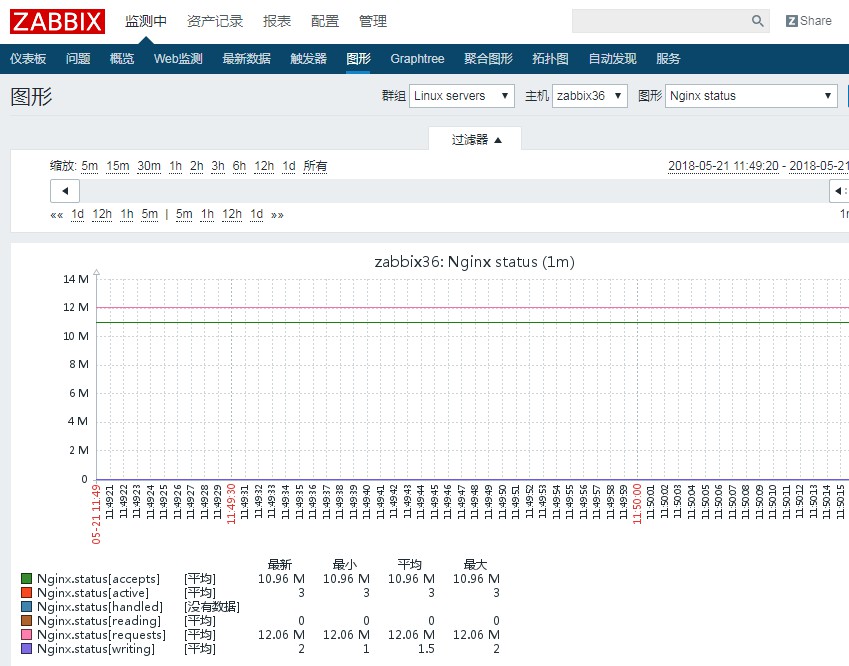 ZABBIX 监测中 资产记录 报表 配置 管理 Z Share
仪表板 问题 概览 Web监测 最新数据 触发器 图形 Graphtree 聚合图形 拓扑图 自动发现 服务
图形 群组 Linux servers 主机 zabbix36 图形 Nginx status
过滤器
缩放: 5m 15m 30m 1h 2h 3h 6h 12h 1d 所有 2018-05-21 11:49:20 - 2018-05-21
«« 1d 12h 1h 5m | 5m 1h 12h 1d »»
zabbix36: Nginx status (1m)
14 M
12 M
10 M
8 M
6 M
4 M
2 M
0
05-21 11:49 11:49:21 11:49:22 11:49:23 11:49:24 11:49:25 11:49:26 11:49:27 11:49:28 11:49:29 11:49:30 11:49:31 11:49:32 11:49:33 11:49:34 11:49:35 11:49:36 11:49:37 11:49:38 11:49:39 11:49:40 11:49:41 11:49:42 11:49:43 11:49:44 11:49:45 11:49:46 11:49:47 11:49:48 11:49:49 11:49:50 11:49:51 11:49:52 11:49:53 11:49:54 11:49:55 11:49:56 11:49:57 11:49:58 11:49:59 11:50:00 11:50:01 11:50:02 11:50:03 11:50:04 11:50:05 11:50:06 11:50:07 11:50:08 11:50:09 11:50:10 11:50:11 11:50:12 11:50:13 11:50:14 11:50:15
最新 最小 平均 最大
Nginx.status[accepts] [平均] 10.96 M 10.96 M 10.96 M 10.96 M
Nginx.status[active] [平均] 3 3 3 3
Nginx.status[handled] [没有数据]
Nginx.status[reading] [平均] 0 0 0 0
Nginx.status[requests] [平均] 12.06 M 12.06 M 12.06 M 12.06 M
Nginx.status[writing] [平均] 2 1 1.5 2